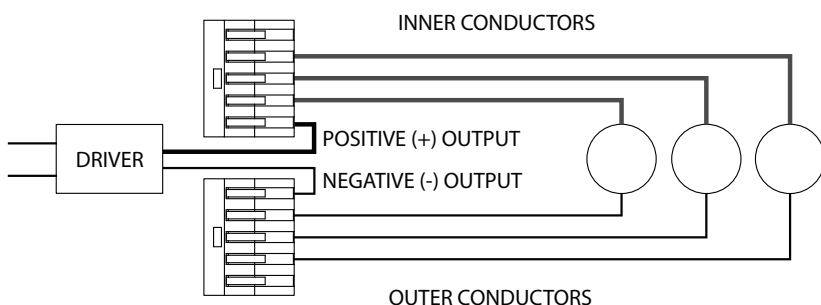 INNER CONDUCTORS
POSITIVE (+) OUTPUT
DRIVER
NEGATIVE (-) OUTPUT
OUTER CONDUCTORS